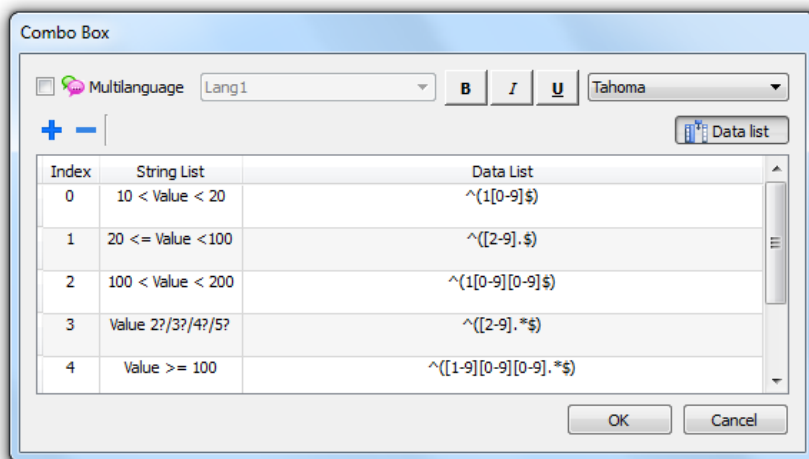 Combo Box
Multilanguage Lang1 B I U Tahoma
Data list
Index String List Data List
0 10 < Value < 20 ^(1[0-9]$)
1 20 <= Value <100 ^([2-9].$)
2 100 < Value < 200 ^(1[0-9][0-9]$)
3 Value 2?/3?/4?/5? ^([2-9].*$)
4 Value >= 100 ^([1-9][0-9][0-9].*$)
OK Cancel